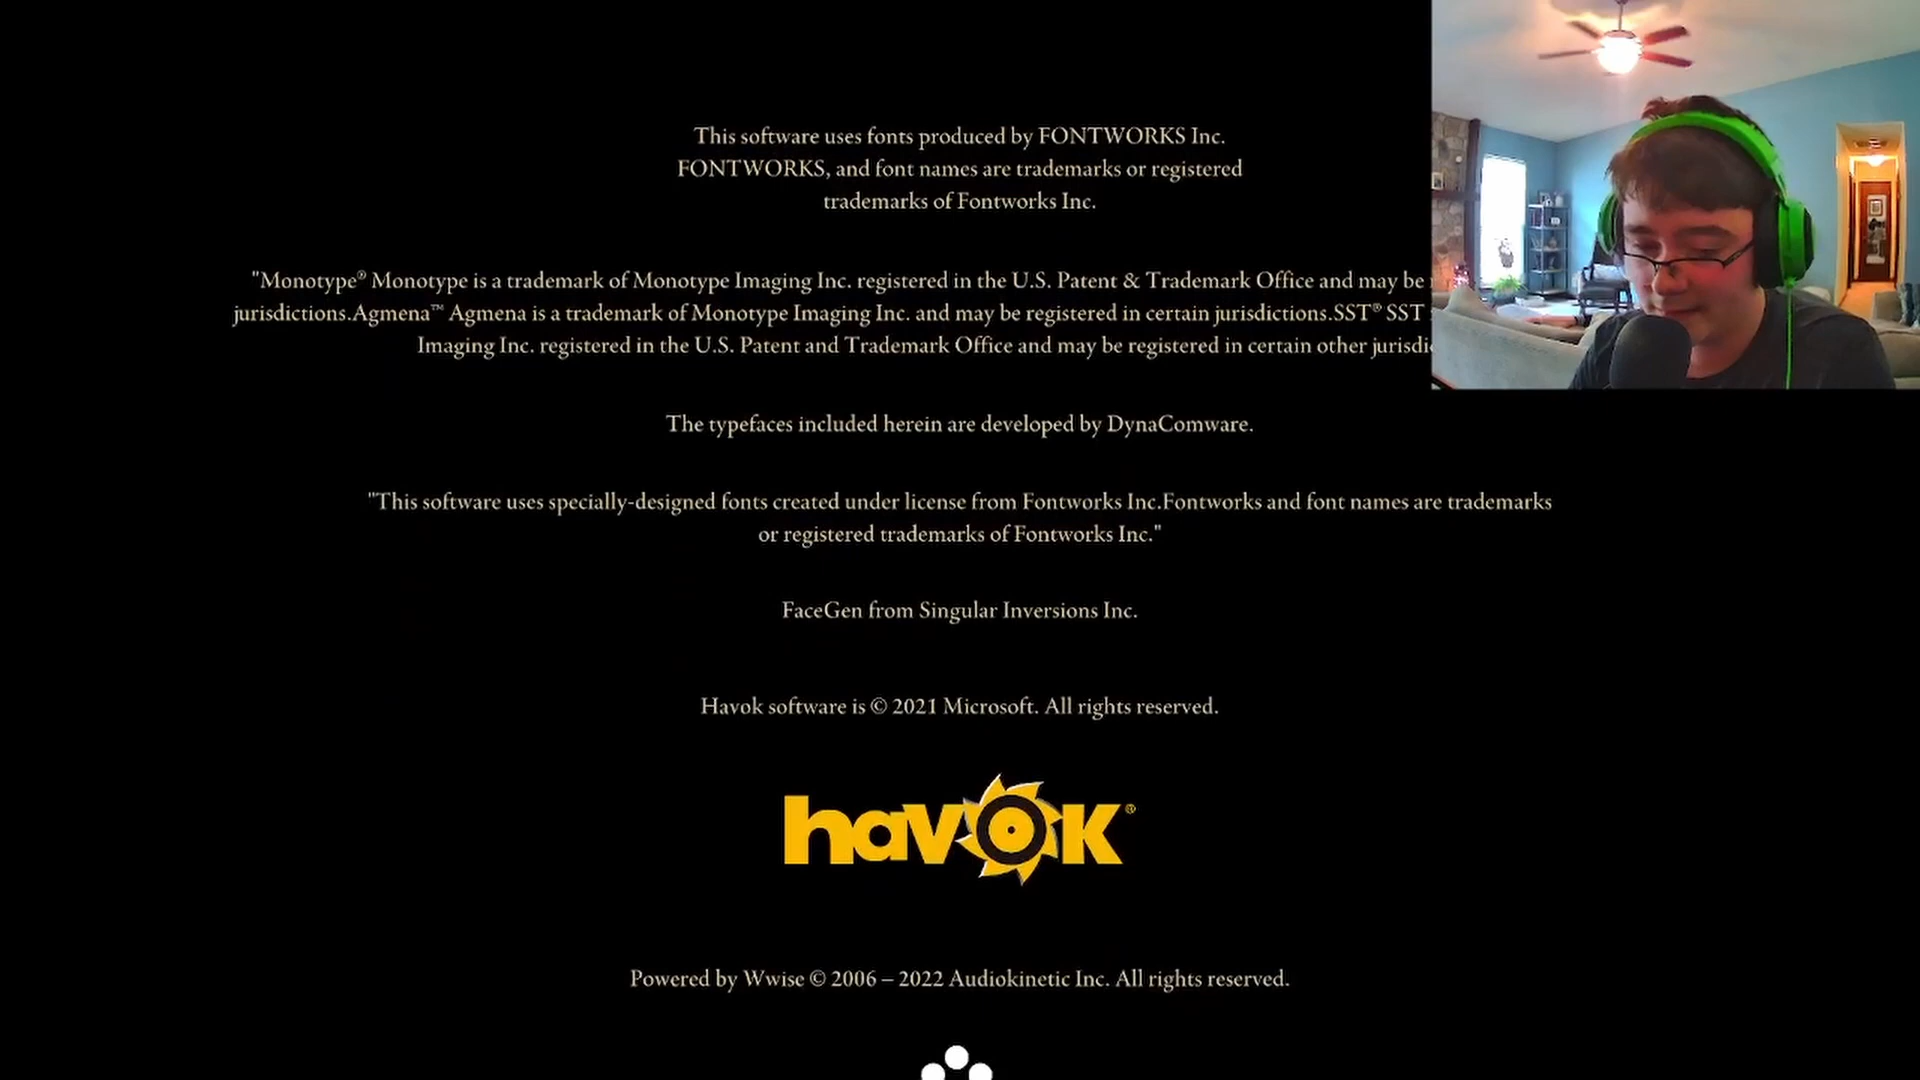 This software uses fonts produced by FONTWORKS Inc.
FONTWORKS, and font names are trademarks or registered
trademarks of Fontworks Inc.
"Monotype® Monotype is a trademark of Monotype Imaging Inc. registered in the U.S. Patent & Trademark Office and may be
jurisdictions.Agmena™ Agmena is a trademark of Monotype Imaging Inc. and may be registered in certain jurisdictions.SST® SST
Imaging Inc. registered in the U.S. Patent and Trademark Office and may be registered in certain other
The typefaces included herein are developed by DynaComware.
"This software uses specially-designed fonts created under license from Fontworks Inc.Fontworks and font names are trademarks
or registered trademarks of Fontworks Inc."
FaceGen from Singular Inversions Inc.
Havok software is © 2021 Microsoft. All rights reserved.
havok®
Powered by Wwise © 2006 – 2022 Audiokinetic Inc. All rights reserved.